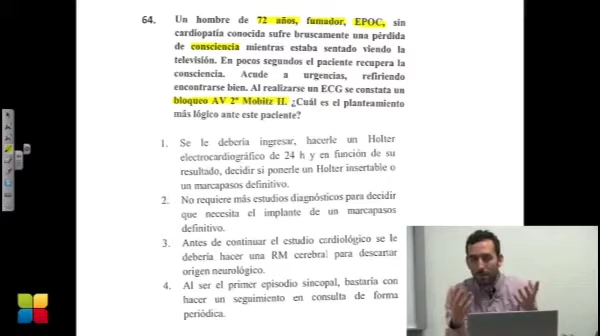 64. Un hombre de 72 años, fumador, EPOC, sin
cardiopatía conocida sufre bruscamente una pérdida
de consciencia mientras estaba sentado viendo la
televisión. En pocos segundos el paciente recupera la
consciencia. Acude a urgencias, refiriendo
encontrarse bien. Al realizarse un ECG se constata un
bloqueo AV 2º Mobitz II. ¿Cuál es el planteamiento
más lógico ante este paciente?
1. Se le debería ingresar, hacerle un Holter
electrocardiográfico de 24 h y en función de su
resultado, decidir si ponerle un Holter insertable o
un marcapasos definitivo.
2. No requiere más estudios diagnósticos para decidir
que necesita el implante de un marcapasos
definitivo.
3. Antes de continuar el estudio cardiológico se le
debería hacer una RM cerebral para descartar
origen neurológico.
4. Al ser el primer episodio sincopal, bastaría con
hacer un seguimiento en consulta de forma
periódica.